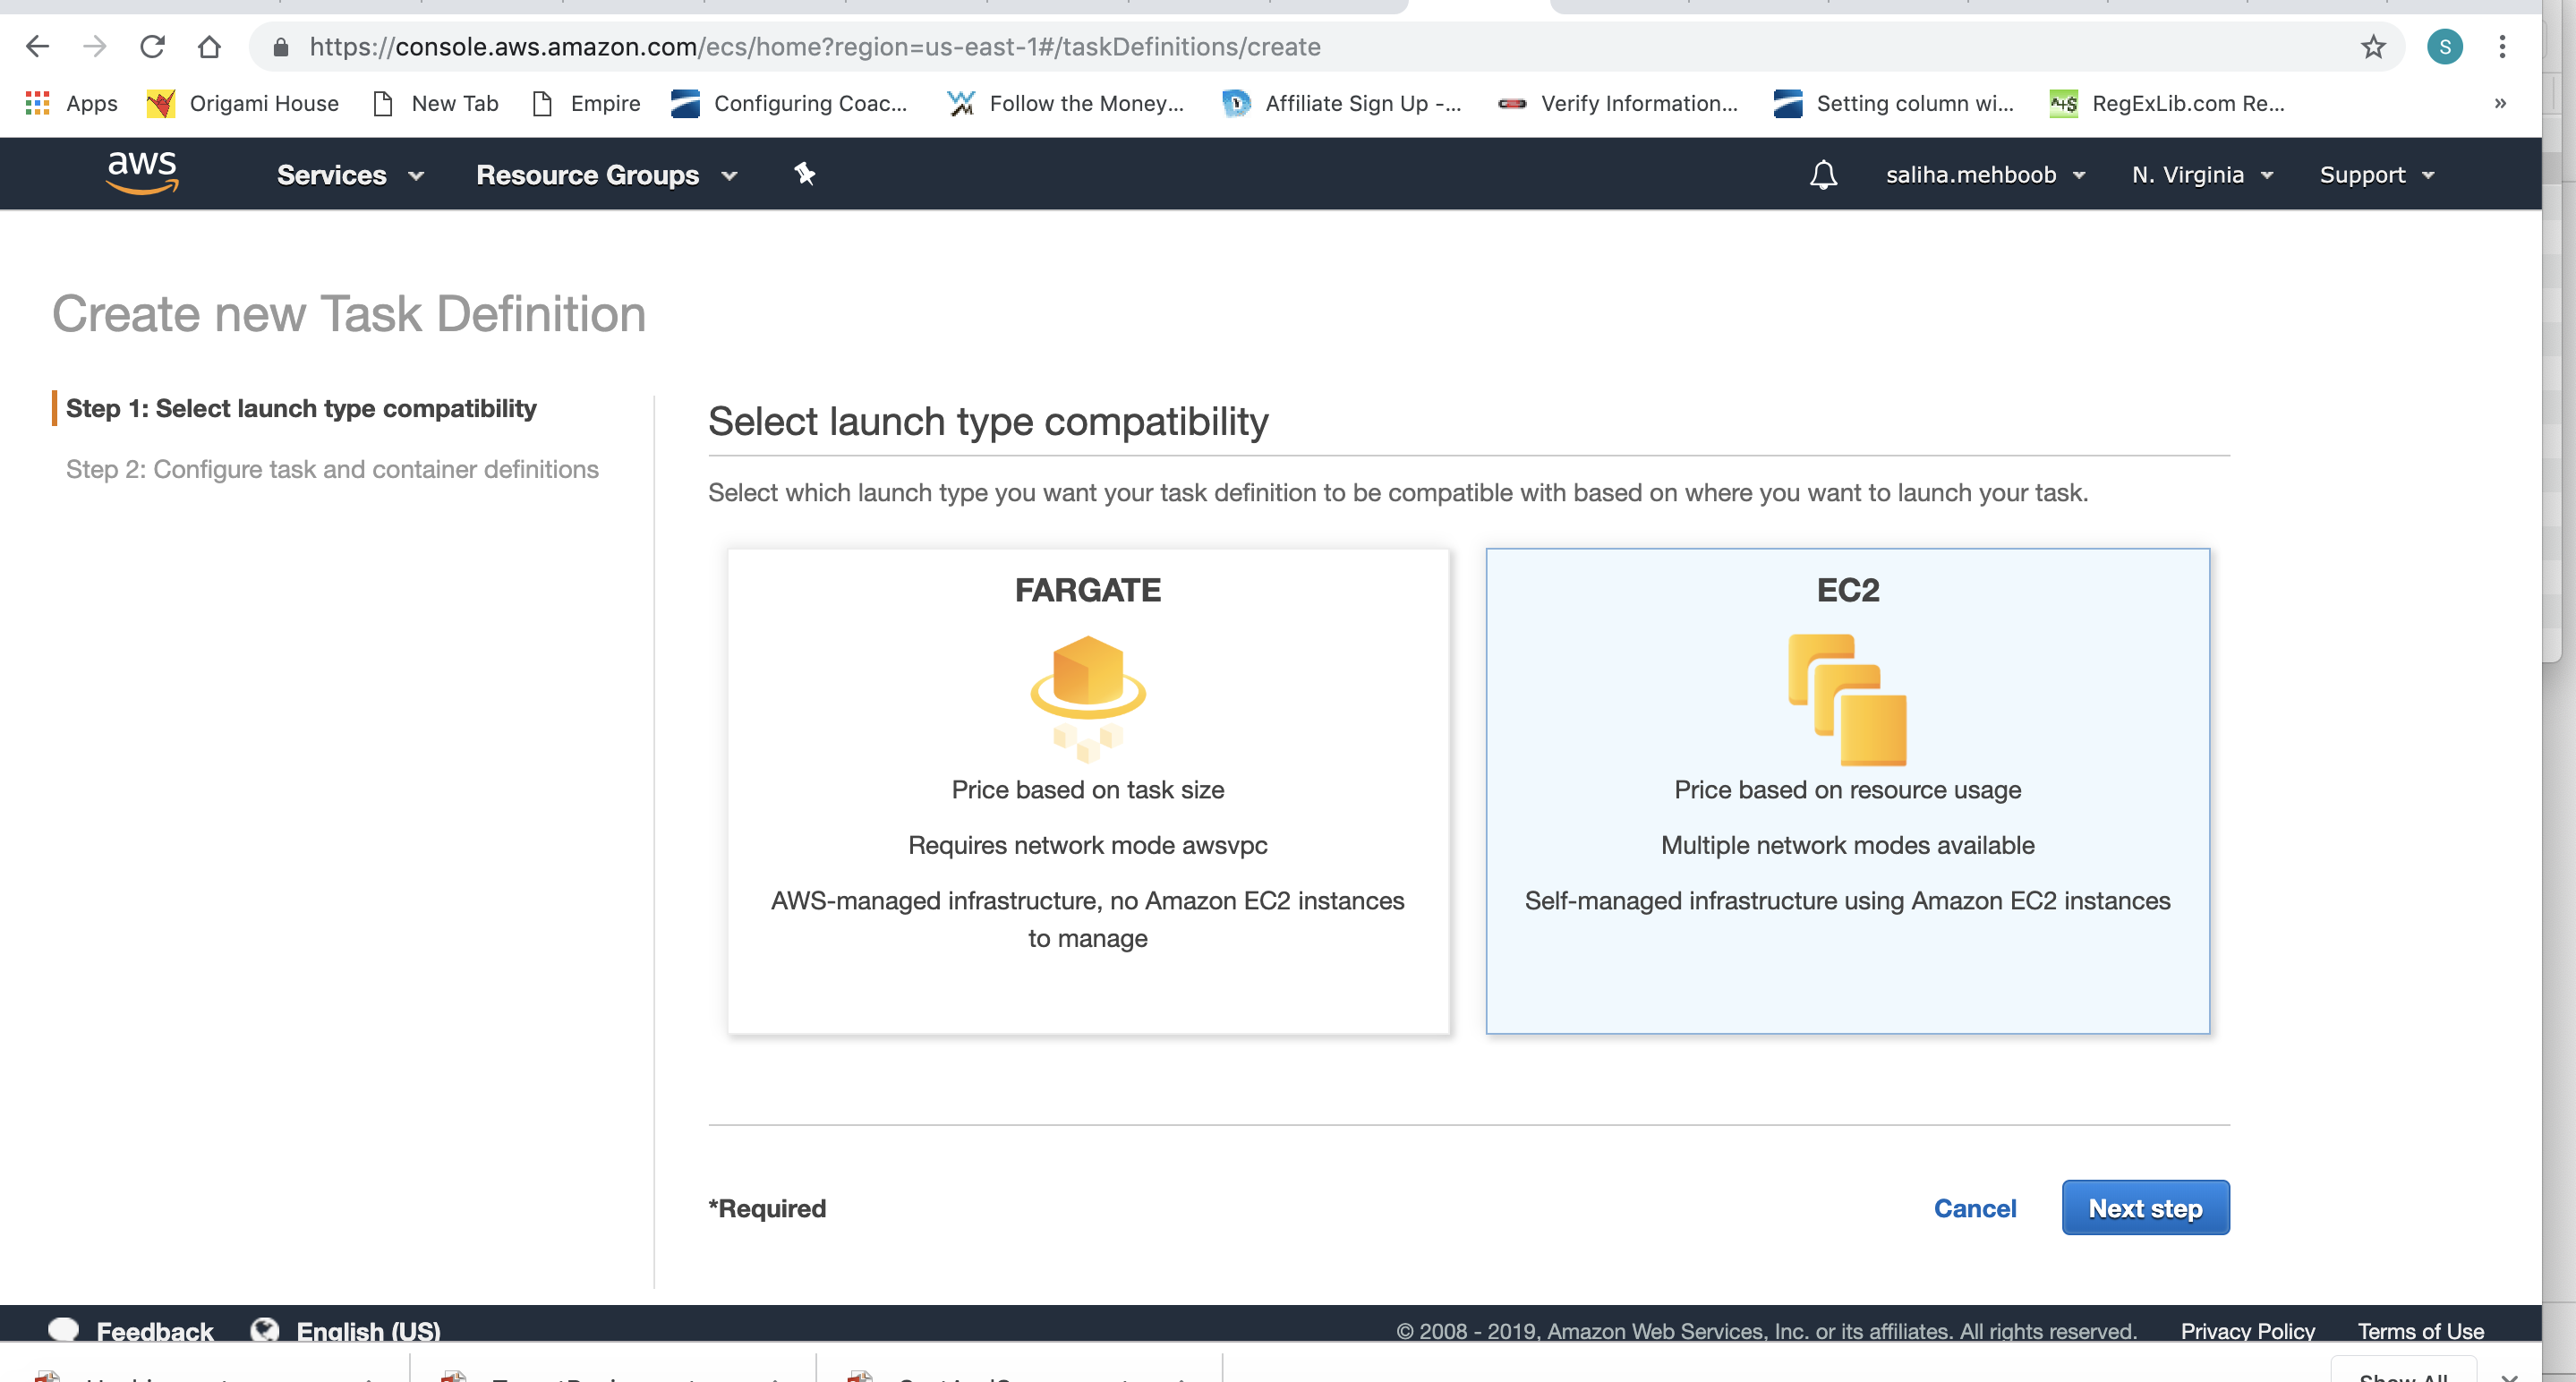 https://console.aws.amazon.com/ecs/home?region=us-east-1#/taskDefinitions/create
S
Apps
Origami House
New Tab
Empire
Configuring Coac...
Follow the Money...
Affiliate Sign Up -...
Verify Information...
Setting column wi...
RegExLib.com Re...
»
aws
Services
Resource Groups
saliha.mehboob
N. Virginia
Support
Create new Task Definition
Step 1: Select launch type compatibility
Step 2: Configure task and container definitions
Select launch type compatibility
Select which launch type you want your task definition to be compatible with based on where you want to launch your task.
FARGATE
Price based on task size
Requires network mode awsvpc
AWS-managed infrastructure, no Amazon EC2 instances
to manage
EC2
Price based on resource usage
Multiple network modes available
Self-managed infrastructure using Amazon EC2 instances
*Required
Cancel
Next step
Feedback
English (US)
© 2008 - 2019, Amazon Web Services, Inc. or its affiliates. All rights reserved.
Privacy Policy
Terms of Use
Show All